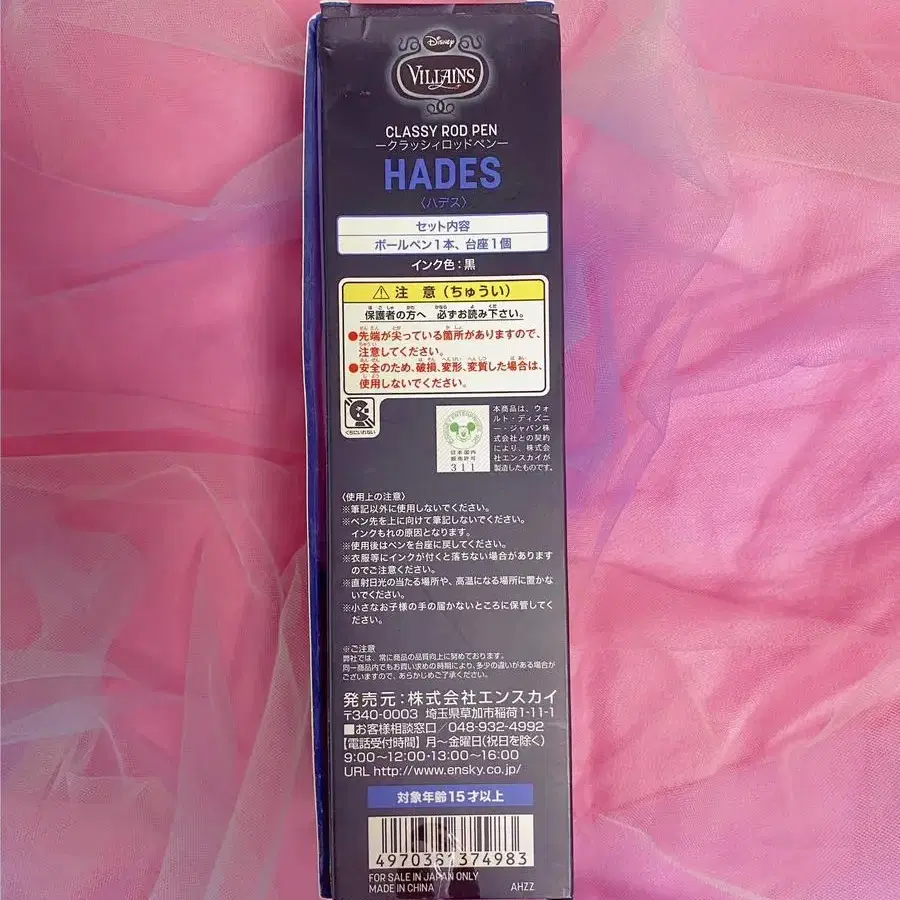 Disney
VILLAINS
CLASSY ROD PEN
ークラッシィロッドペンー
HADES
〈ハデス〉
セット内容
ボールペン1本、台座1個
インク色：黒
⚠ 注 意（ちゅうい）
保護者の方へ 必ずお読み下さい。
●先端が尖っている箇所がありますので、
注意してください。
●安全のため、破損、変形、変質した場合は、
使用しないでください。
くちにいれない
本商品は、ウォ
ルト・ディズニ
ー・ジャパン株
式会社との契約
により、株式会
社エンスカイが
製造したものです。
日本国内
販売許可
311
〈使用上の注意〉
※筆記以外に使用しないでください。
※ペン先を上に向けて筆記しないでください。
インクもれの原因となります。
※使用後はペンを台座に戻してください。
※衣服等にインクが付くと落ちない場合があります
のでご注意ください。
※直射日光の当たる場所や、高温になる場所に置かな
いでください。
※小さなお子様の手の届かないところに保管してく
ださい。
※ご注意
弊社では、常に商品の品質向上に努めております。
同一商品内でもお買い求めの時期により、多少の違いがある場合が
ございますので、あらかじめご了承ください。
発売元：株式会社エンスカイ
〒340-0003 埼玉県草加市稲荷1-11-1
■お客様相談窓口／048-932-4992
【電話受付時間】月～金曜日(祝日を除く)
9:00～12:00・13:00～16:00
URL http://www.ensky.co.jp/
対象年齢15才以上
4970381374983
FOR SALE IN JAPAN ONLY
MADE IN CHINA
AHZZ